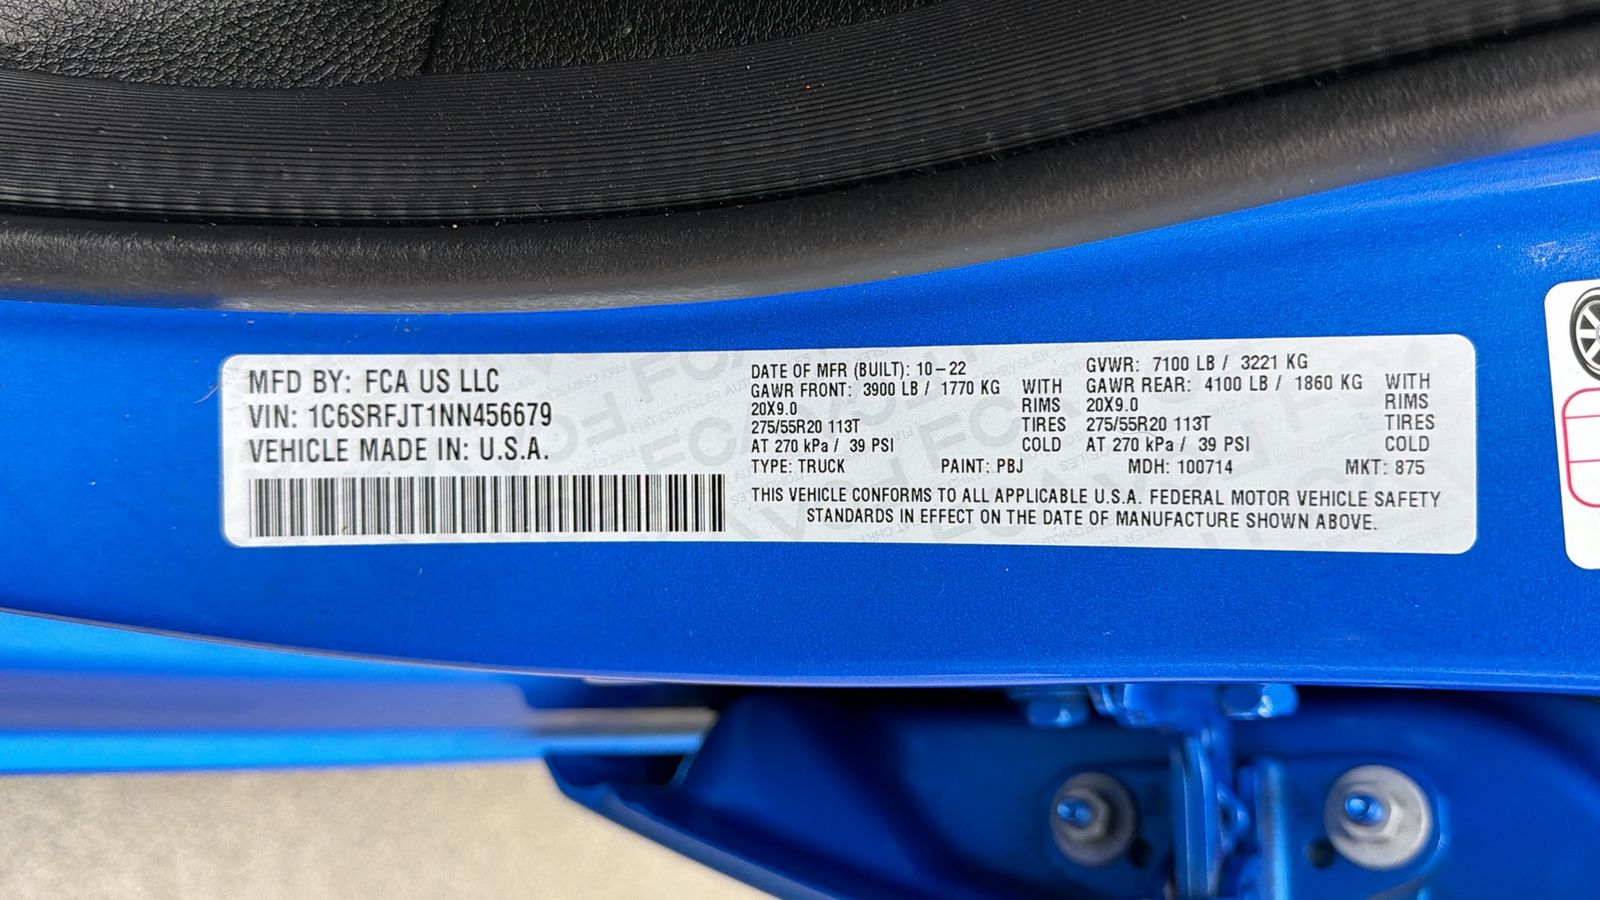 MFD BY: FCA US LLC
VIN: 1C6SRFJT1NN456679
VEHICLE MADE IN: U.S.A.
DATE OF MFR (BUILT): 10-22 GVWR: 7100 LB / 3221 KG
GAWR FRONT: 3900 LB / 1770 KG WITH GAWR REAR: 4100 LB / 1860 KG WITH
20X9.0 RIMS 20X9.0 RIMS
275/55R20 113T TIRES 275/55R20 113T TIRES
AT 270 kPa / 39 PSI COLD AT 270 kPa / 39 PSI COLD
TYPE: TRUCK PAINT: PBJ MDH: 100714 MKT: 875
THIS VEHICLE CONFORMS TO ALL APPLICABLE U.S.A. FEDERAL MOTOR VEHICLE SAFETY
STANDARDS IN EFFECT ON THE DATE OF MANUFACTURE SHOWN ABOVE.